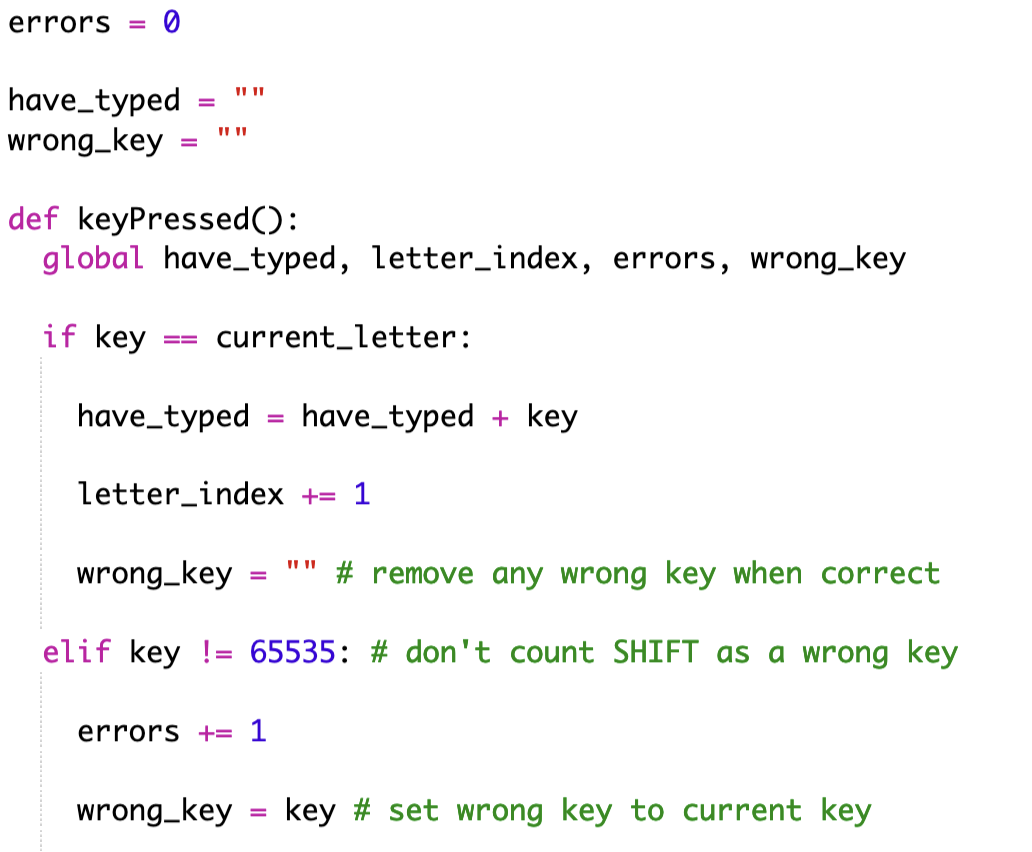 errors = 0
have_typed = ""
wrong_key = ""
def keyPressed():
  global have_typed, letter_index, errors, wrong_key
  if key == current_letter:
    have_typed = have_typed + key
    letter_index += 1
    wrong_key = "" # remove any wrong key when correct
  elif key != 65535: # don't count SHIFT as a wrong key
    errors += 1
    wrong_key = key # set wrong key to current key